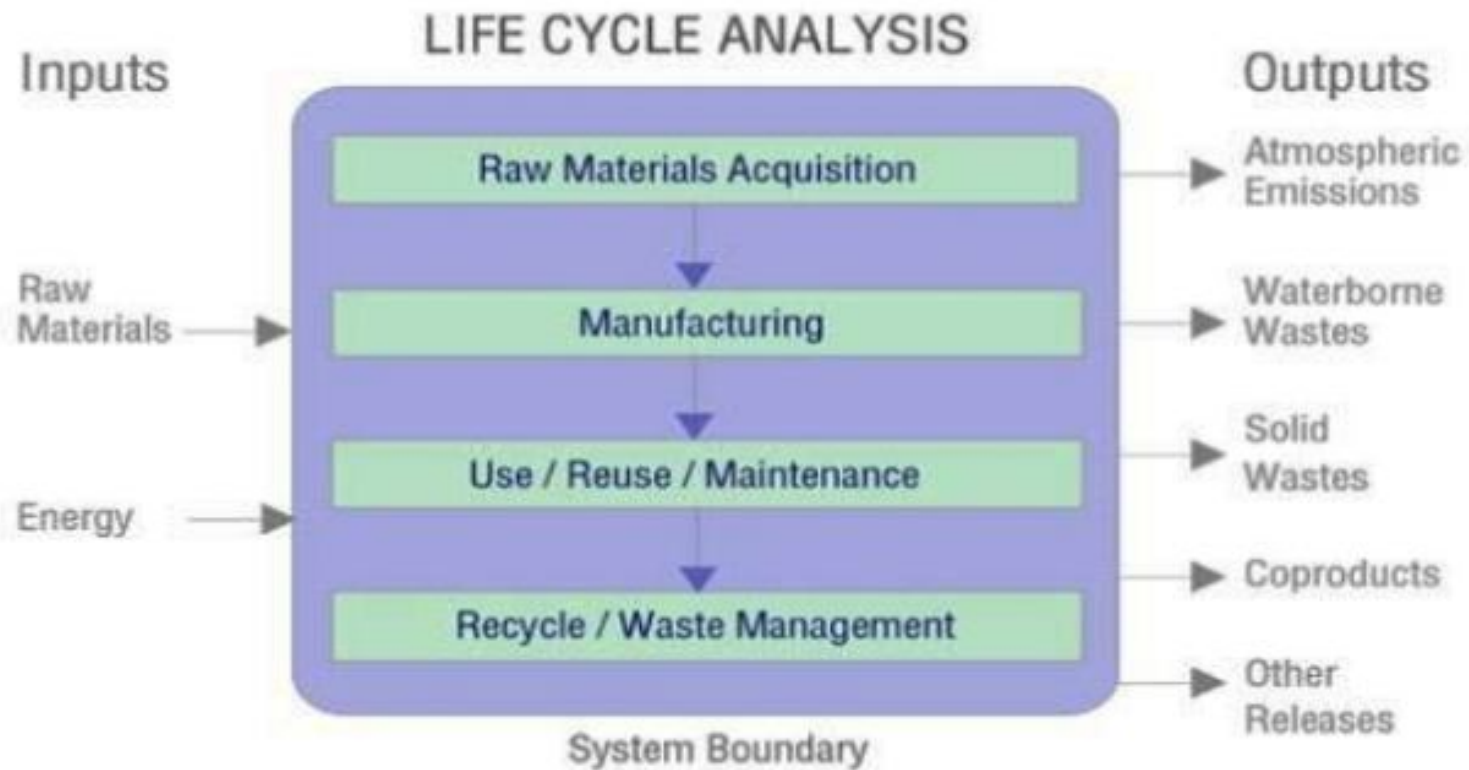 LIFE CYCLE ANALYSIS
Inputs
Outputs
Raw Materials Acquisition
Atmospheric
Emissions
Raw
Materials
Manufacturing
Waterborne
Wastes
Use / Reuse / Maintenance
Solid
Wastes
Energy
Coproducts
Recycle / Waste Management
Other
Releases
System Boundary